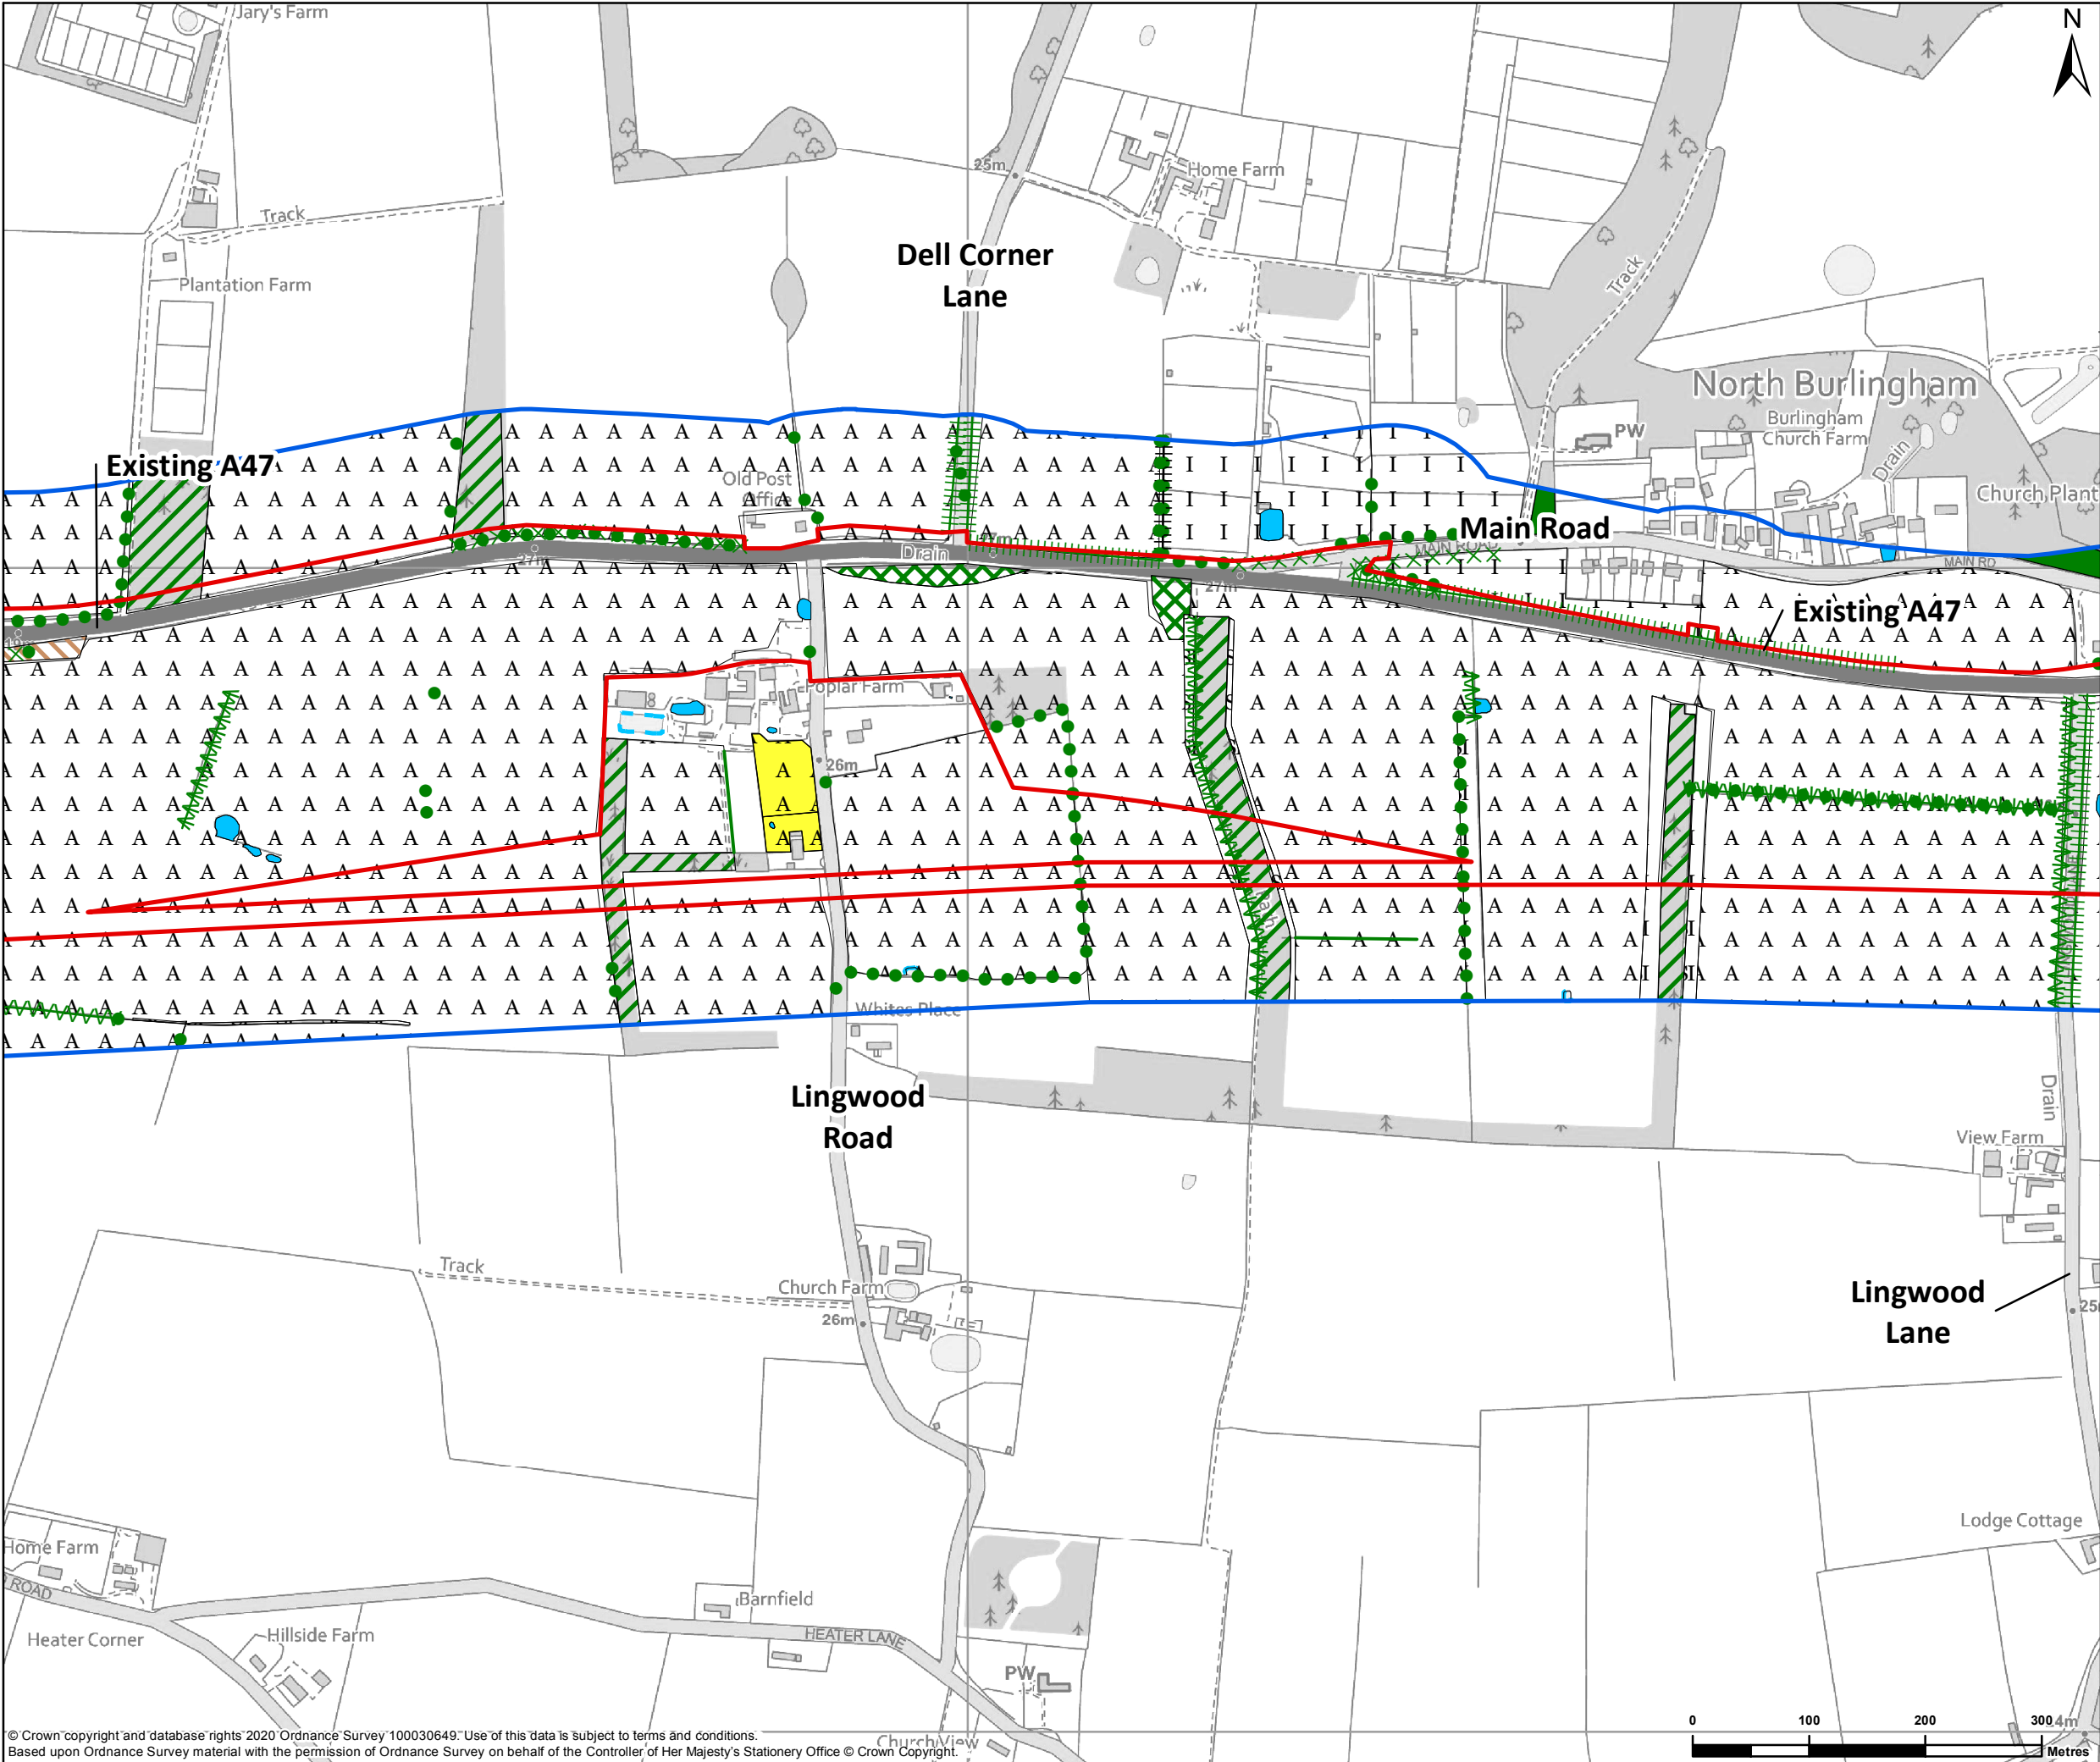 Jary's Farm
N
25m
Home Farm
Track
Dell Corner
Lane
Track
Plantation Farm
North Burlingham
Burlingham
Church Farm
PW
Drain
Existing A47
Old Post
Office
Church Plant
Main Road
MAIN ROAD
Drain
27m
27m
27m
MAIN RD
Existing A47
Poplar Farm
26m
Path
Whites Place
Lingwood
Road
Drain
View Farm
Track
Church Farm
26m
Lingwood
Lane
Lodge Cottage
Home Farm
ROAD
Barnfield
Heater Corner
Hillside Farm
HEATER LANE
PW
Church View
0 100 200 300
Metres
© Crown copyright and database rights 2020 Ordnance Survey 100030649. Use of this data is subject to terms and conditions.
Based upon Ordnance Survey material with the permission of Ordnance Survey on behalf of the Controller of Her Majesty's Stationery Office © Crown Copyright.